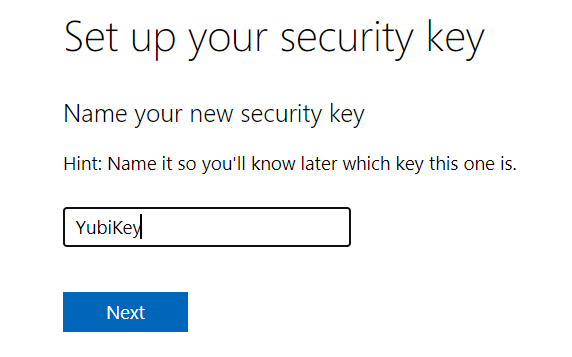 Set up your security key
Name your new security key
Hint: Name it so you'll know later which key this one is.
YubiKey
Next